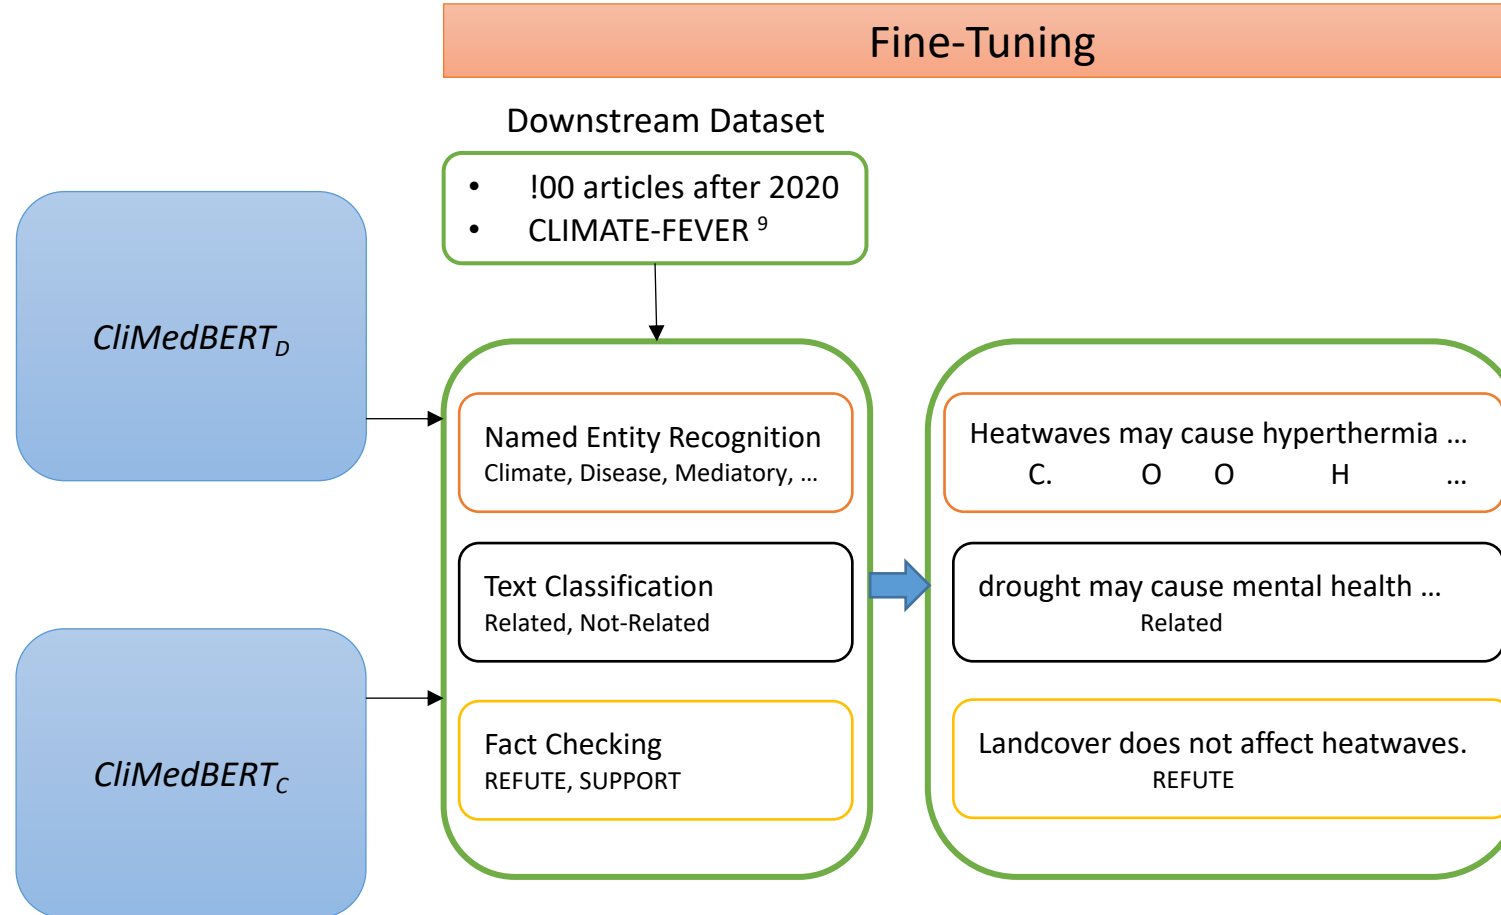 Fine-Tuning
Downstream Dataset
• !00 articles after 2020
• CLIMATE-FEVER ⁹
CliMedBERT_D
CliMedBERT_C
Named Entity Recognition
Climate, Disease, Mediatory, ...
Text Classification
Related, Not-Related
Fact Checking
REFUTE, SUPPORT
Heatwaves may cause hyperthermia ...
C. O O H ...
drought may cause mental health ...
Related
Landcover does not affect heatwaves.
REFUTE